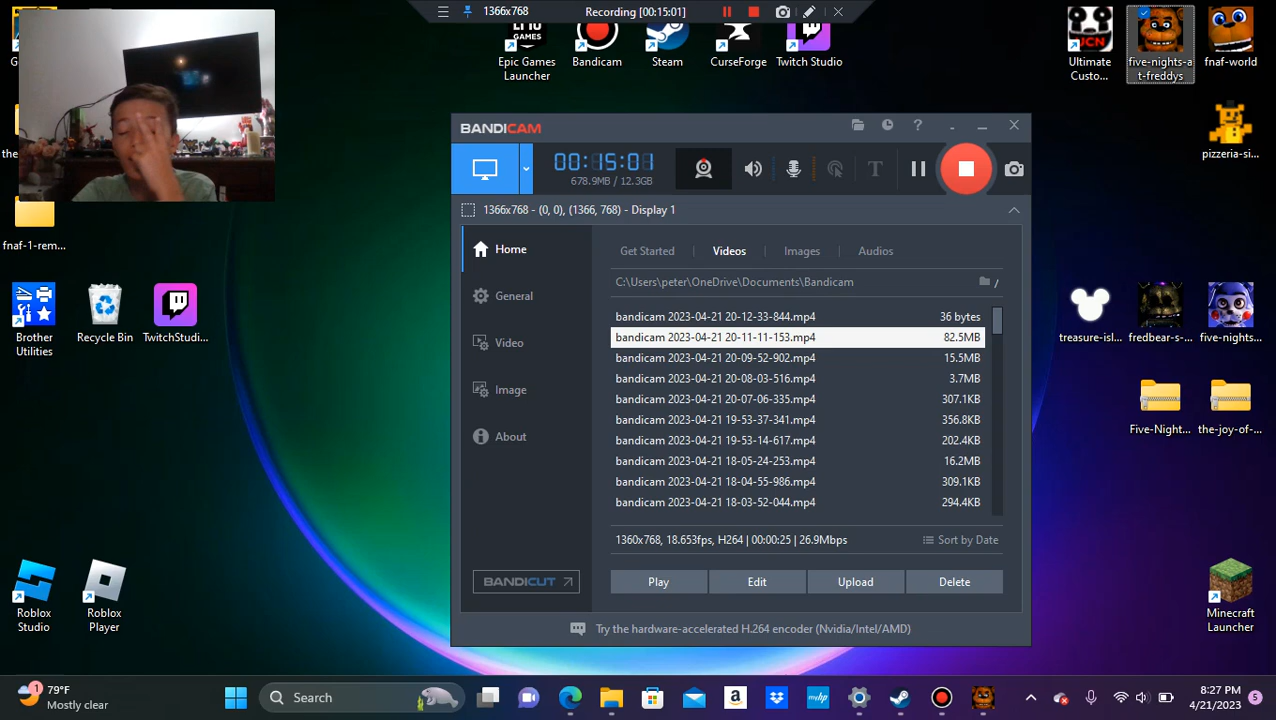 1366x768
Recording [00:15:01]
Epic Games
Launcher
Bandicam
Steam
CurseForge
Twitch Studio
Ultimate
Custo...
five-nights-a
t-freddys
fnaf-world
UCN
BANDICAM
pizzeria-si...
00:15:01
678.9MB / 12.3GB
1366x768 - (0, 0), (1366, 768) - Display 1
fnaf-1-rem...
Home
Get Started
Videos
Images
Audios
C:\Users\peter\OneDrive\Documents\Bandicam
General
bandicam 2023-04-21 20-12-33-844.mp4 36 bytes
bandicam 2023-04-21 20-11-11-153.mp4 82.5MB
bandicam 2023-04-21 20-09-52-902.mp4 15.5MB
bandicam 2023-04-21 20-08-03-516.mp4 3.7MB
bandicam 2023-04-21 20-07-06-335.mp4 307.1KB
bandicam 2023-04-21 19-53-37-341.mp4 356.8KB
bandicam 2023-04-21 19-53-14-617.mp4 202.4KB
bandicam 2023-04-21 18-05-24-253.mp4 16.2MB
bandicam 2023-04-21 18-04-55-986.mp4 309.1KB
bandicam 2023-04-21 18-03-52-044.mp4 294.4KB
Video
Image
About
Brother
Utilities
Recycle Bin
TwitchStudi...
treasure-isl...
fredbear-s-...
five-nights...
Five-Night...
the-joy-of-...
1360x768, 18.653fps, H264 | 00:00:25 | 26.9Mbps
Sort by Date
BANDICUT
Play
Edit
Upload
Delete
Try the hardware-accelerated H.264 encoder (Nvidia/Intel/AMD)
Roblox
Studio
Roblox
Player
Minecraft
Launcher
1
79°F
Mostly clear
Search
myhp
8:27 PM
4/21/2023
5